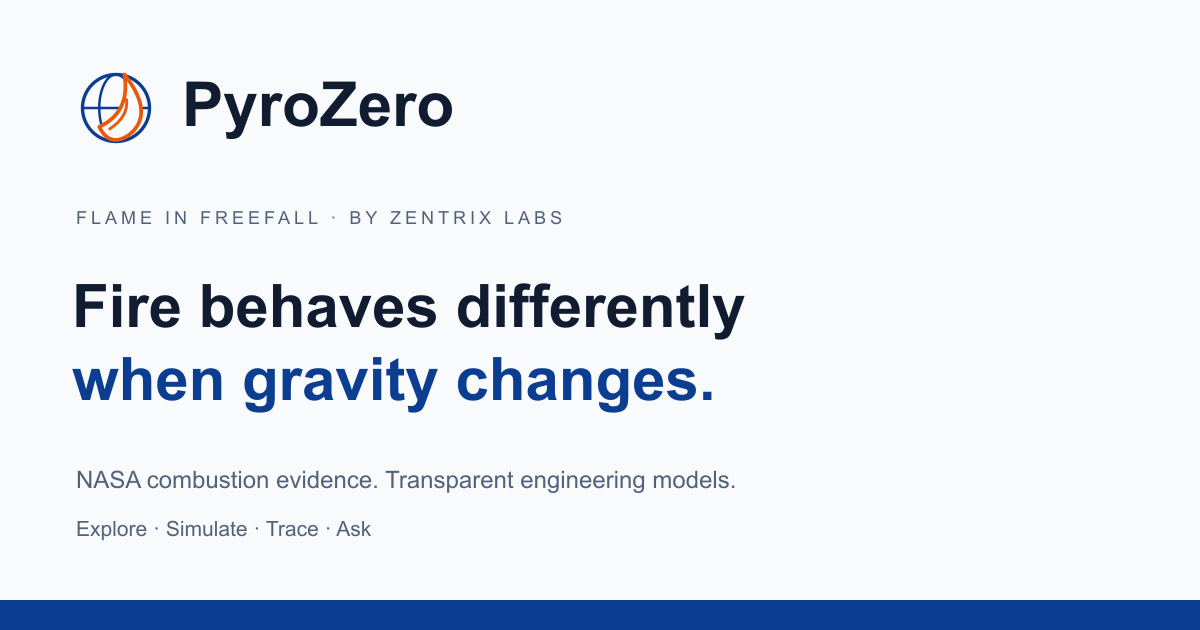 PyroZero
FLAME IN FREEFALL · BY ZENTRIX LABS
Fire behaves differently
when gravity changes.
NASA combustion evidence. Transparent engineering models.
Explore · Simulate · Trace · Ask